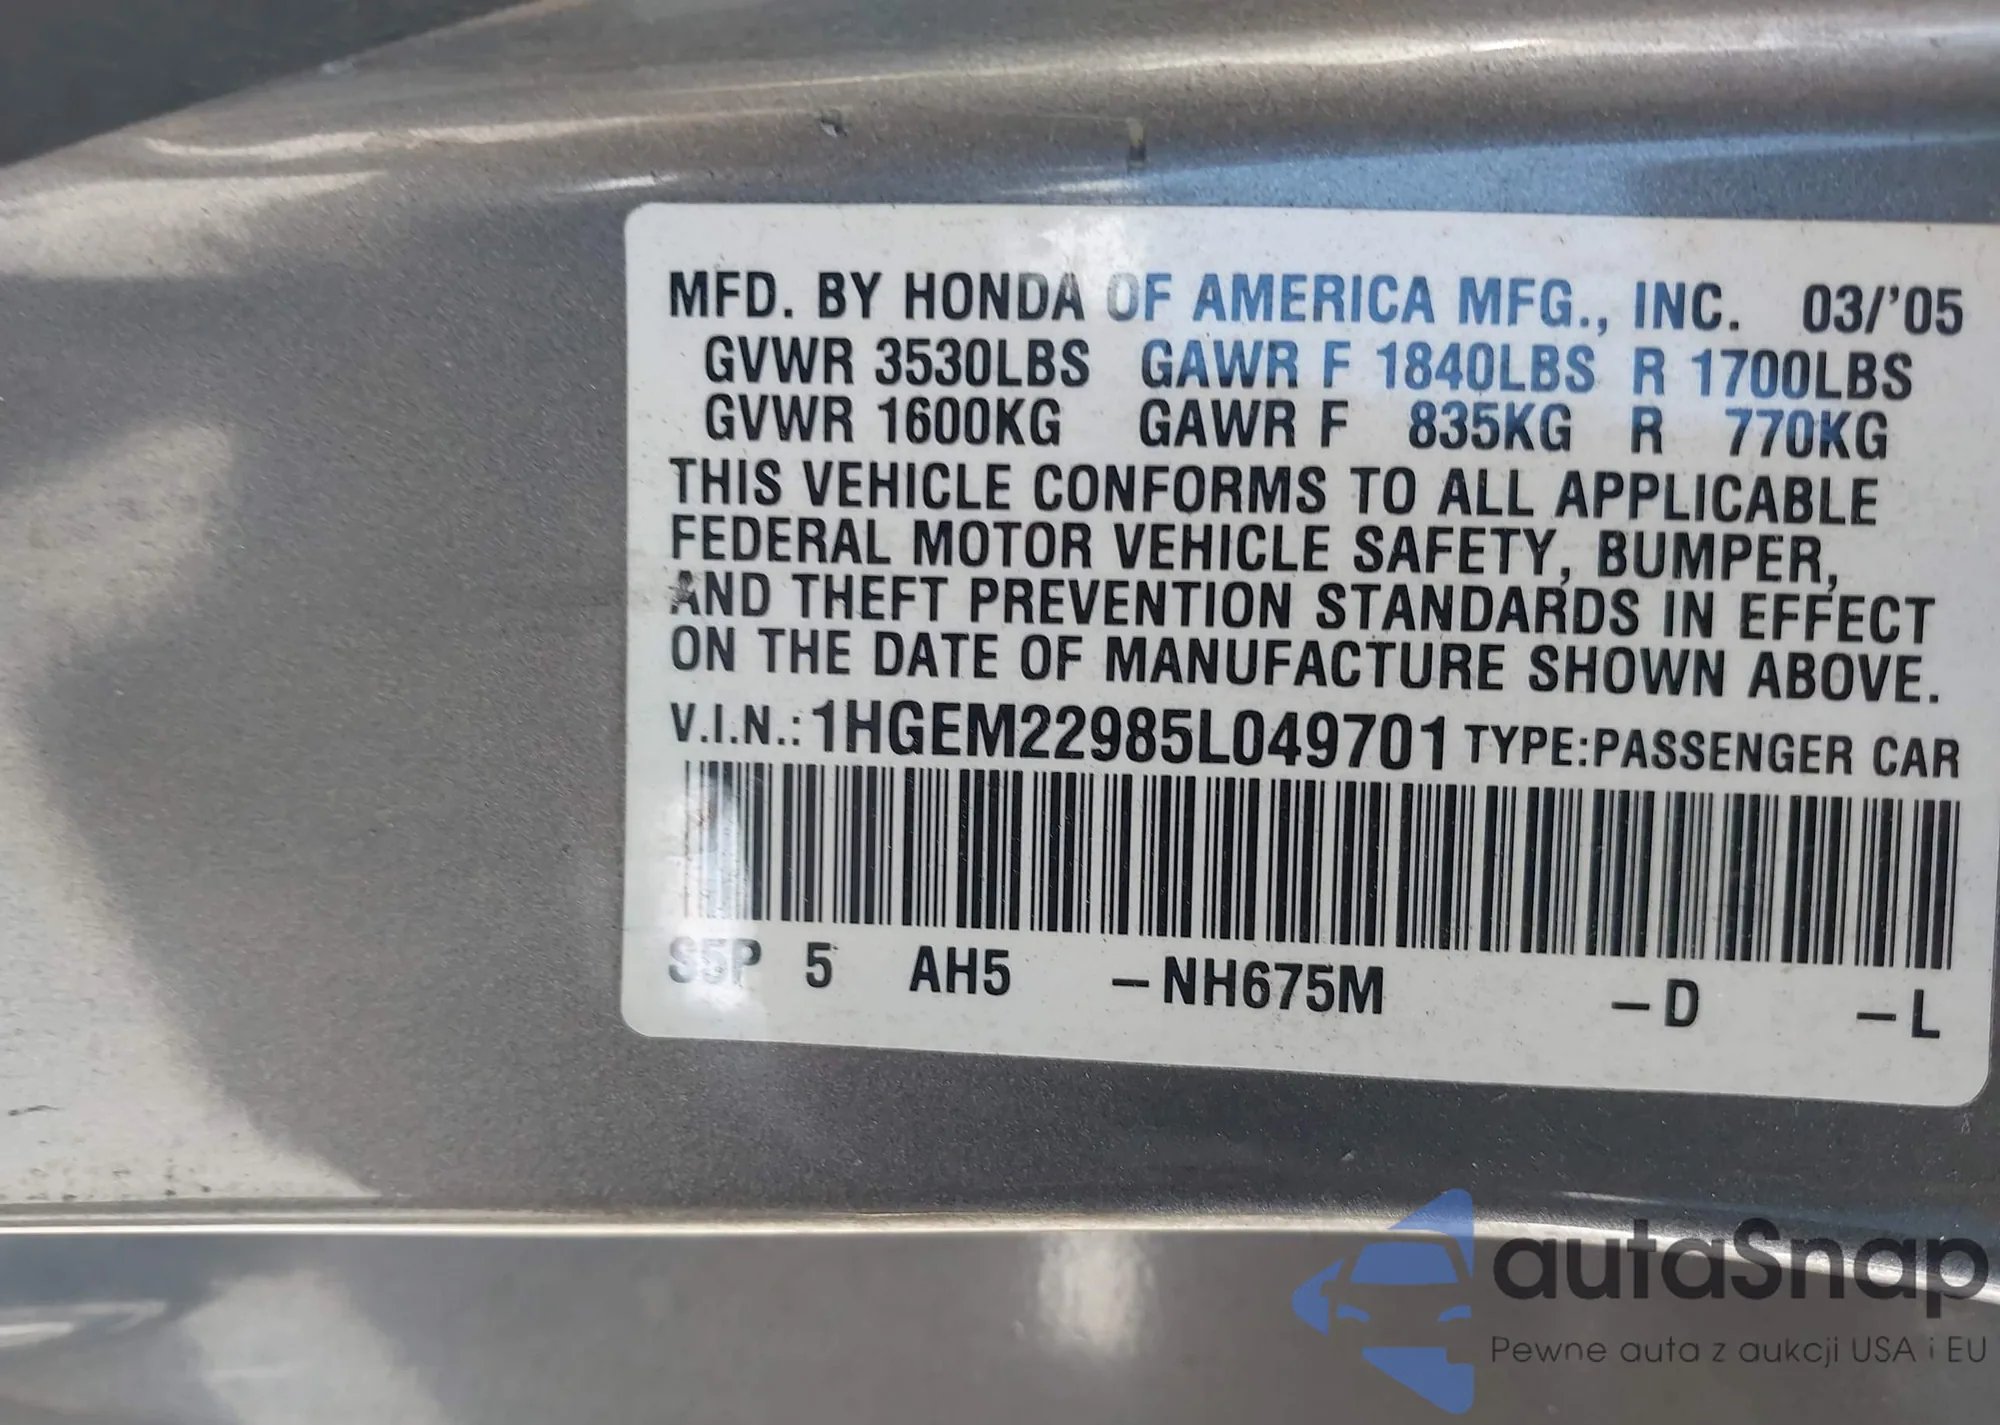 MFD. BY HONDA OF AMERICA MFG., INC. 03/'05
GVWR 3530LBS GAWR F 1840LBS R 1700LBS
GVWR 1600KG GAWR F 835KG R 770KG
THIS VEHICLE CONFORMS TO ALL APPLICABLE
FEDERAL MOTOR VEHICLE SAFETY, BUMPER,
AND THEFT PREVENTION STANDARDS IN EFFECT
ON THE DATE OF MANUFACTURE SHOWN ABOVE.
V.I.N.: 1HGEM22985L049701 TYPE:PASSENGER CAR
S5P 5 AH5 –NH675M –D –L
autaSnap
Pewne auta z aukcji USA i EU